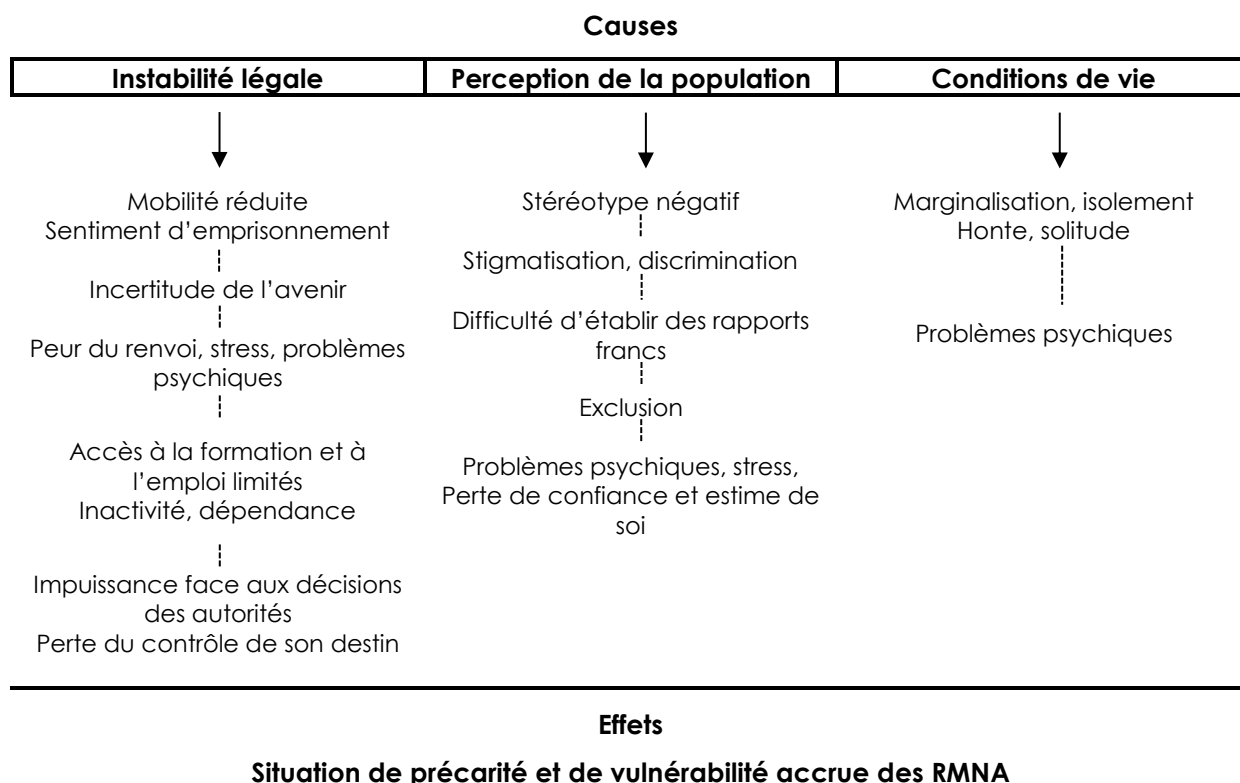 Causes
Instabilité légale
Perception de la population
Conditions de vie
Mobilité réduite
Sentiment d'emprisonnement
Incertitude de l'avenir
Peur du renvoi, stress, problèmes
psychiques
Accès à la formation et à
l'emploi limités
Inactivité, dépendance
Impuissance face aux décisions
des autorités
Perte du contrôle de son destin
Stéréotype négatif
Stigmatisation, discrimination
Difficulté d'établir des rapports
francs
Exclusion
Problèmes psychiques, stress,
Perte de confiance et estime de
soi
Marginalisation, isolement
Honte, solitude
Problèmes psychiques
Effets
Situation de précarité et de vulnérabilité accrue des RMNA